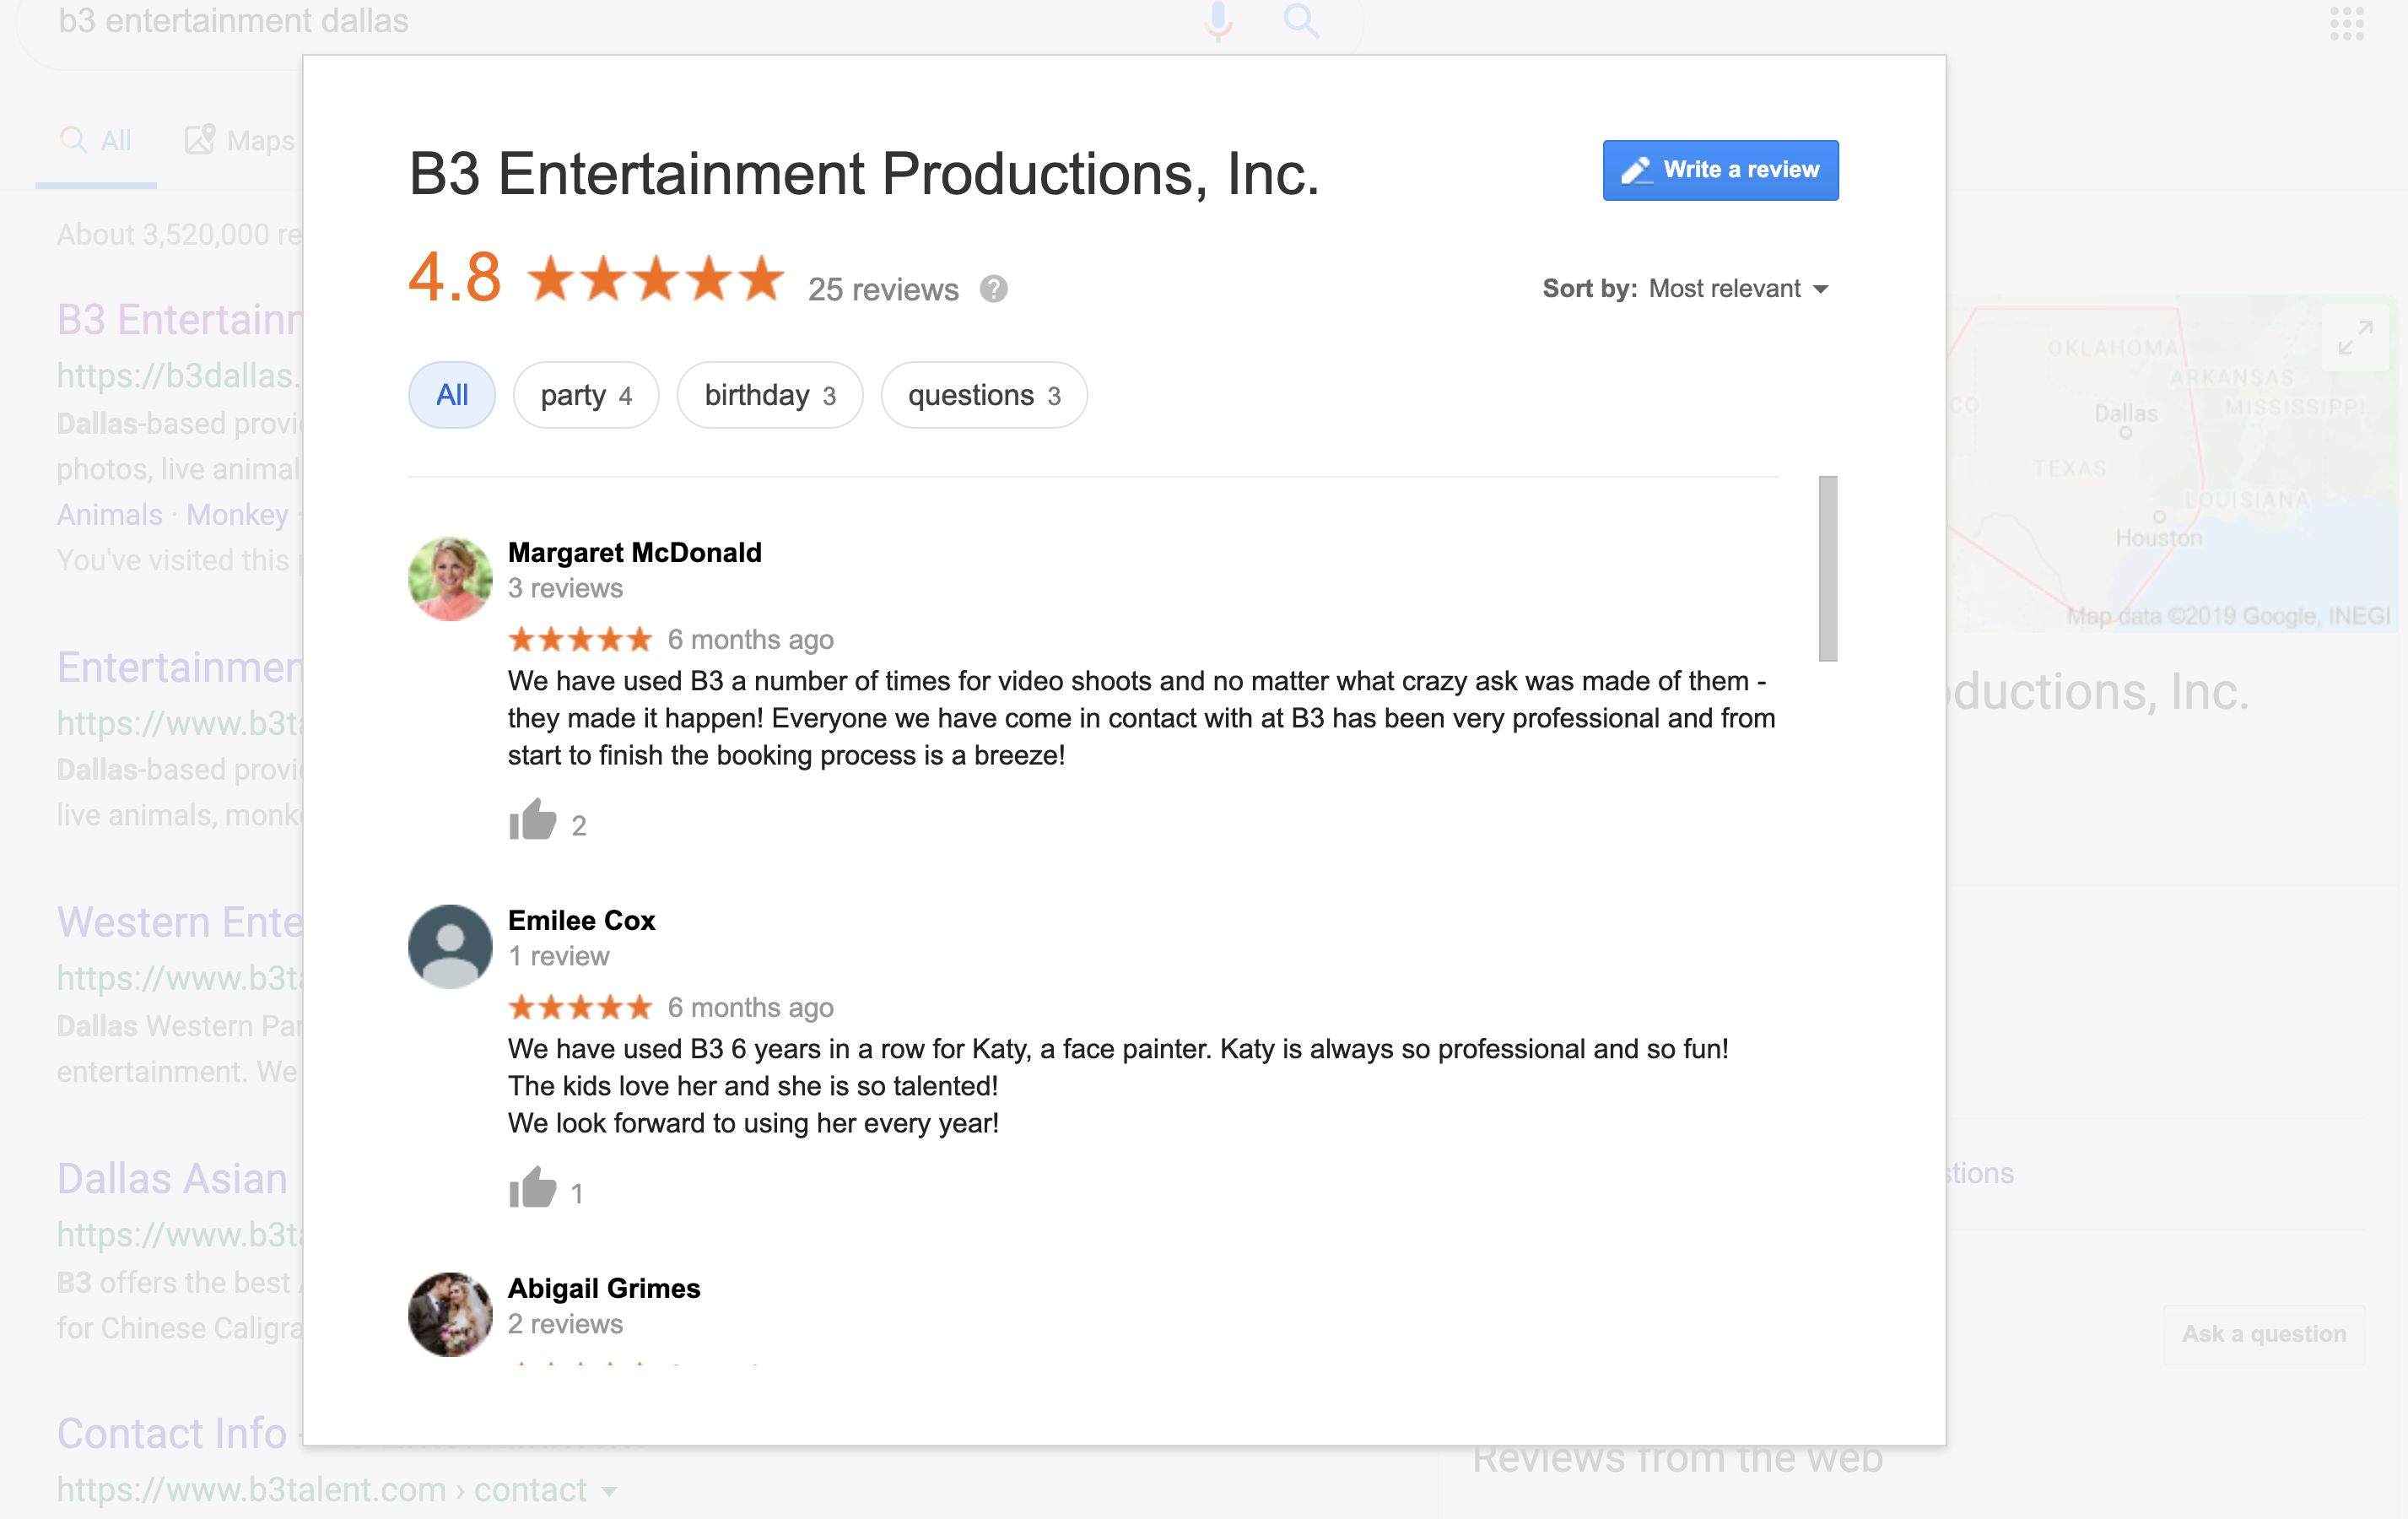 b3 entertainment dallas
All
Maps
About 3,520,000 re
B3 Entertainm
https://b3dallas.
Dallas-based provi
photos, live animal
Animals · Monkey ·
You've visited this
Entertainmen
https://www.b3ta
Dallas-based provi
live animals, monk
Western Ente
https://www.b3ta
Dallas Western Par
entertainment. We
Dallas Asian
https://www.b3ta
B3 offers the best
for Chinese Caligra
Contact Info
https://www.b3talent.com › contact
B3 Entertainment Productions, Inc.
Write a review
4.8
25 reviews
?
Sort by: Most relevant
All
party 4
birthday 3
questions 3
Margaret McDonald
3 reviews
6 months ago
We have used B3 a number of times for video shoots and no matter what crazy ask was made of them -
they made it happen! Everyone we have come in contact with at B3 has been very professional and from
start to finish the booking process is a breeze!
2
Emilee Cox
1 review
6 months ago
We have used B3 6 years in a row for Katy, a face painter. Katy is always so professional and so fun!
The kids love her and she is so talented!
We look forward to using her every year!
1
Abigail Grimes
2 reviews
OKLAHOMA
ARKANSAS
CO
Dallas
MISSISSIPPI
TEXAS
LOUISIANA
Houston
Map data ©2019 Google, INEGI
oductions, Inc.
stions
Ask a question
Reviews from the web